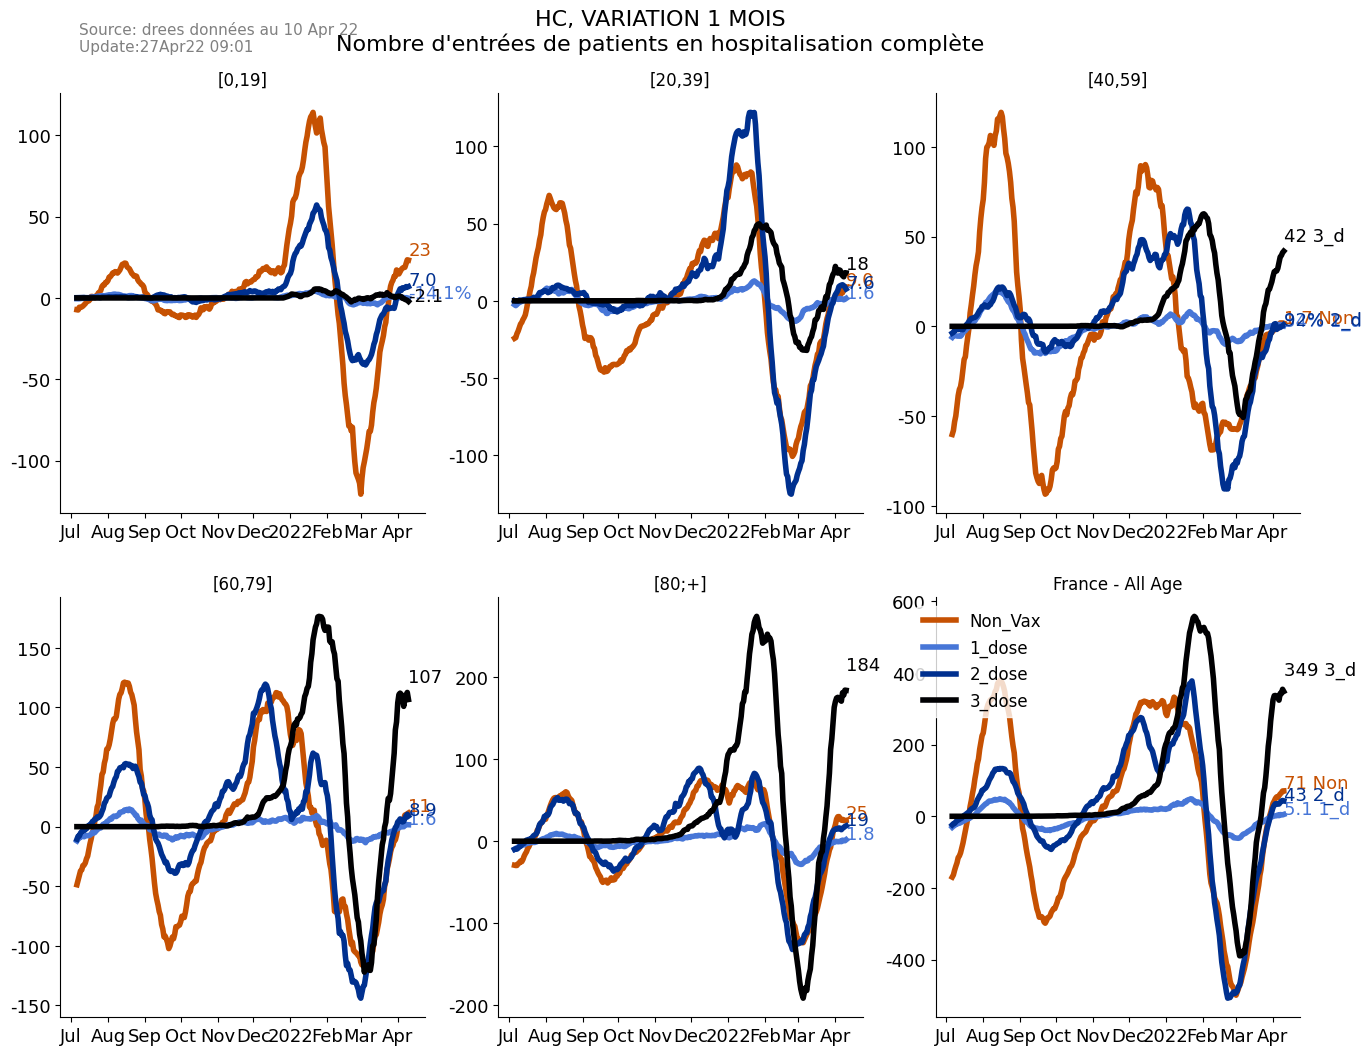 HC, VARIATION 1 MOIS
Nombre d'entrées de patients en hospitalisation complète
Source: drees données au 10 Apr 22
Update:27Apr22 09:01
[0,19]
100
50
0
-50
-100
23
7.0
-2.1
Jul Aug Sep Oct Nov Dec 2022 Feb Mar Apr
[20,39]
100
50
0
-50
-100
18
1.6
Jul Aug Sep Oct Nov Dec 2022 Feb Mar Apr
[40,59]
100
50
0
-50
-100
42 3_d
Jul Aug Sep Oct Nov Dec 2022 Feb Mar Apr
[60,79]
150
100
50
0
-50
-100
-150
107
11
8.9
1.6
Jul Aug Sep Oct Nov Dec 2022 Feb Mar Apr
[80;+]
200
100
0
-100
-200
184
25
19
1.8
Jul Aug Sep Oct Nov Dec 2022 Feb Mar Apr
France - All Age
600
400
200
0
-200
-400
Non_Vax
1_dose
2_dose
3_dose
349 3_d
71 Non
43 2_d
5.1 1_d
Jul Aug Sep Oct Nov Dec 2022 Feb Mar Apr